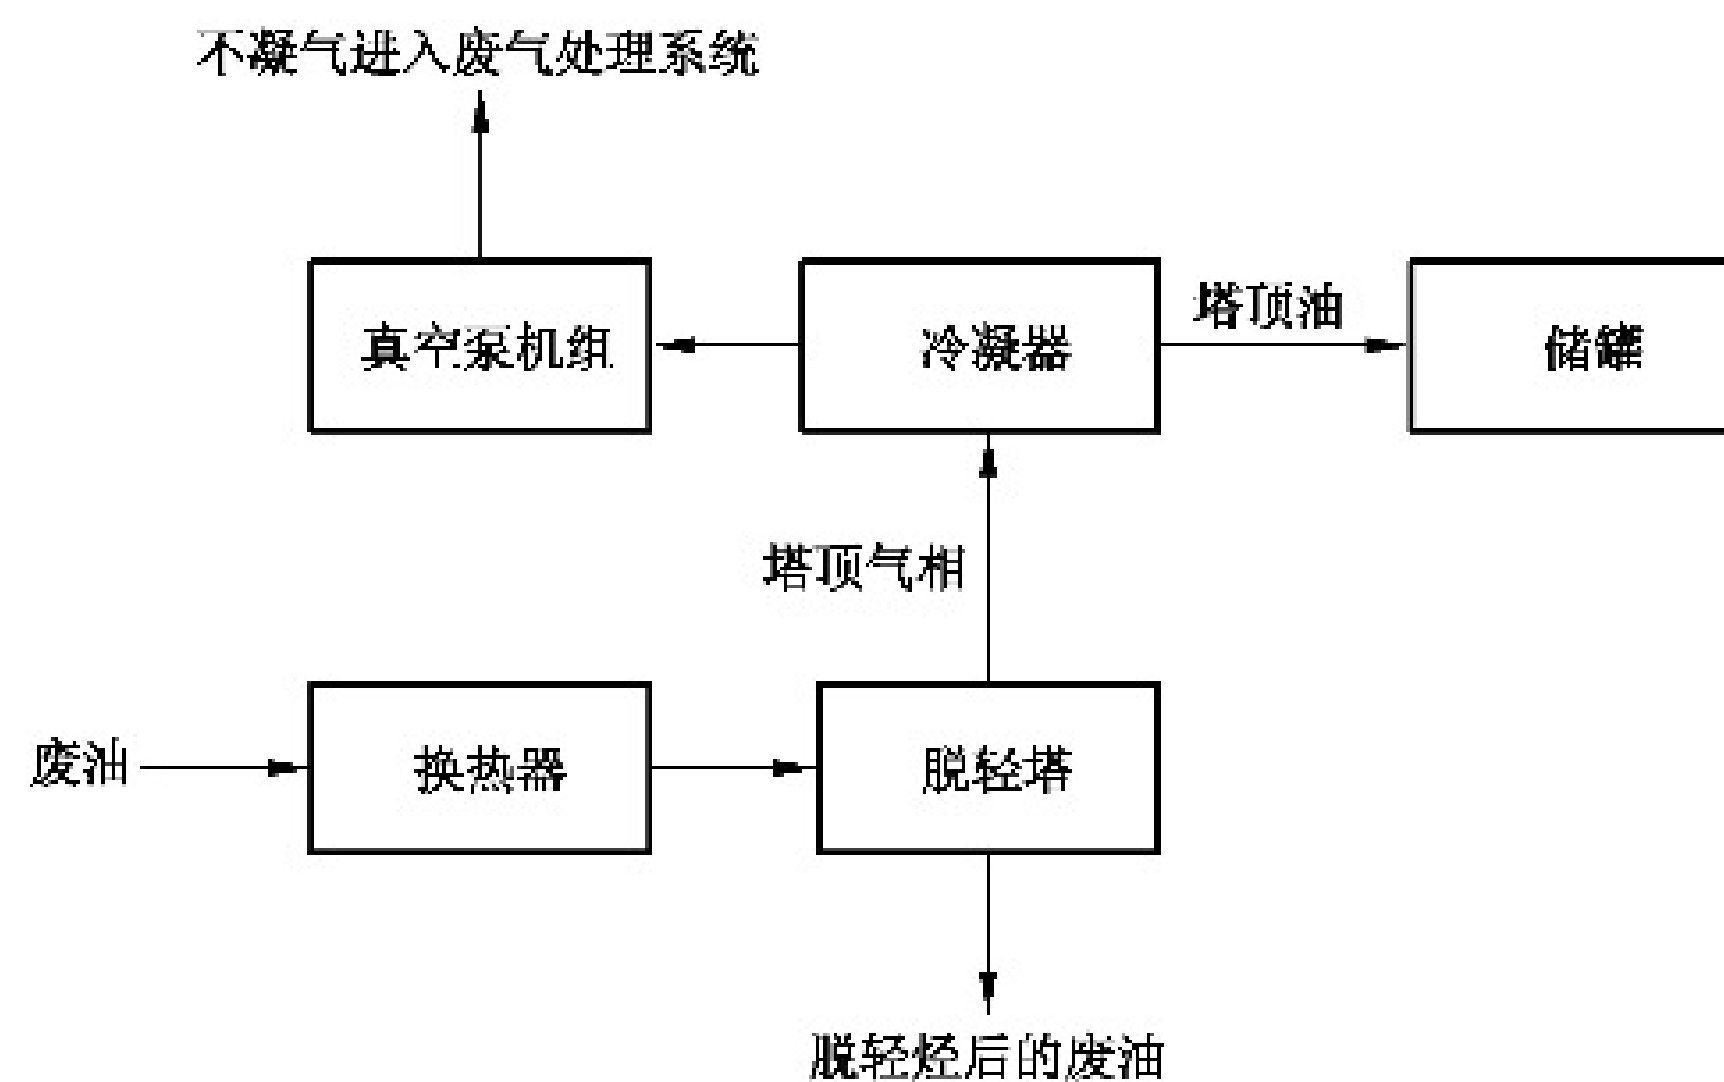 不凝气进入废气处理系统
真空泵机组
冷凝器
塔顶油
储罐
塔顶气相
废油
换热器
脱轻塔
脱轻烃后的废油